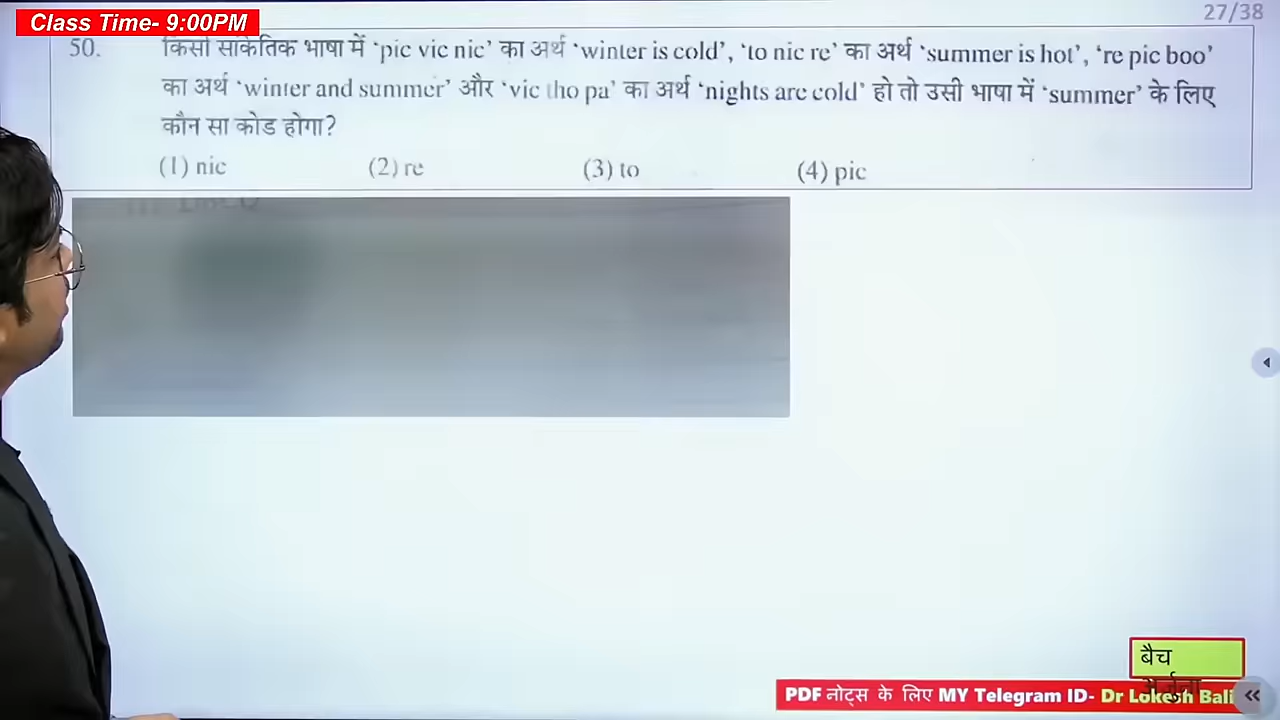 Class Time- 9:00PM
27/38
50. किसी सांकेतिक भाषा में ‘pic vic nic’ का अर्थ ‘winter is cold’, ‘to nic re’ का अर्थ ‘summer is hot’, ‘re pic boo’
का अर्थ ‘winter and summer’ और ‘vic tho pa’ का अर्थ ‘nights are cold’ हो तो उसी भाषा में ‘summer’ के लिए
कौन सा कोड होगा?
(1) nic (2) re (3) to (4) pic
बैच
अर्जुना
PDF नोट्स के लिए MY Telegram ID- Dr Lokesh Bali